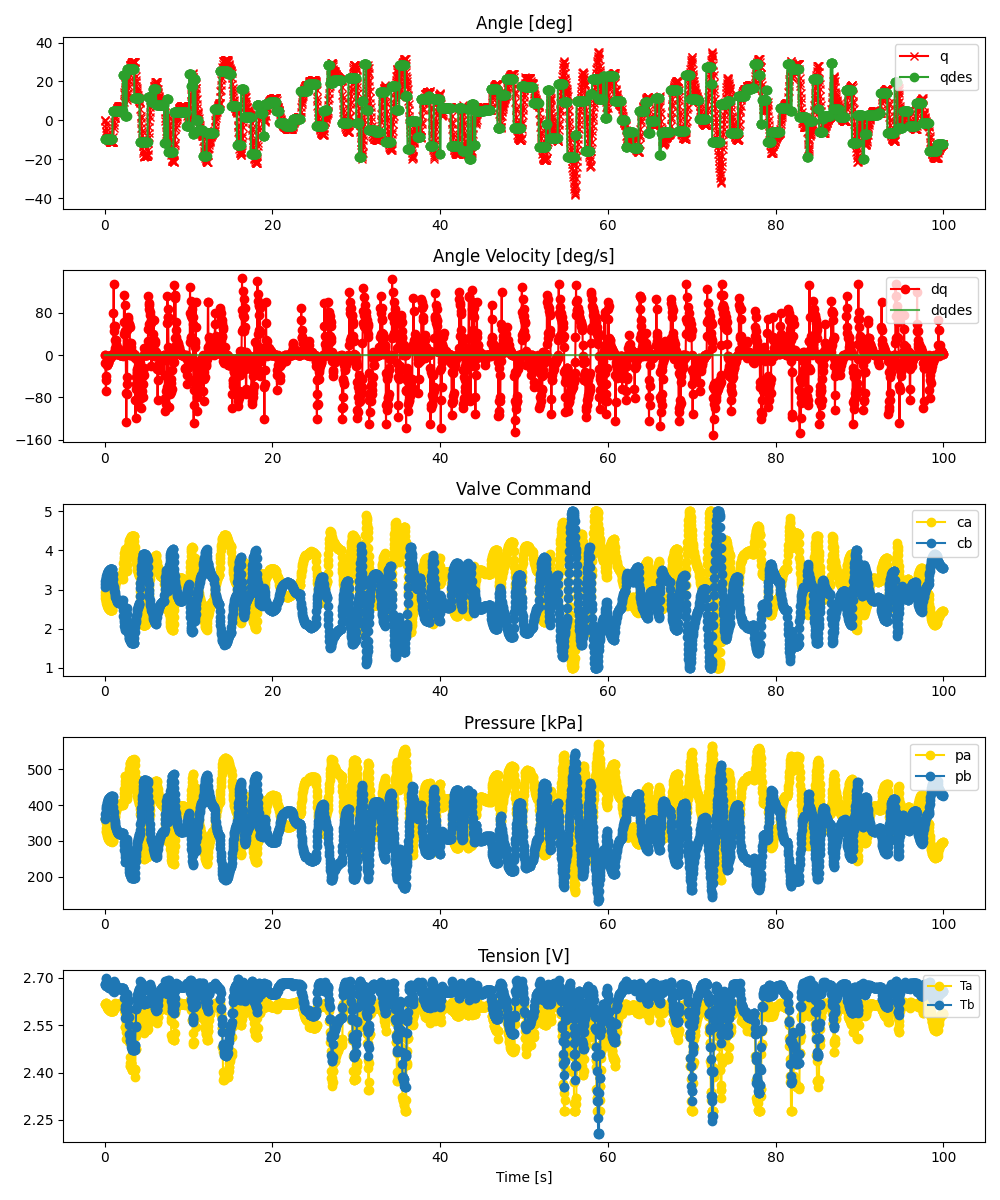 Angle [deg]
40
20
0
−20
−40
q
qdes
0 20 40 60 80 100
Angle Velocity [deg/s]
80
0
−80
−160
dq
dqdes
0 20 40 60 80 100
Valve Command
5
4
3
2
1
ca
cb
0 20 40 60 80 100
Pressure [kPa]
500
400
300
200
pa
pb
0 20 40 60 80 100
Tension [V]
2.70
2.55
2.40
2.25
Ta
Tb
0 20 40 60 80 100
Time [s]